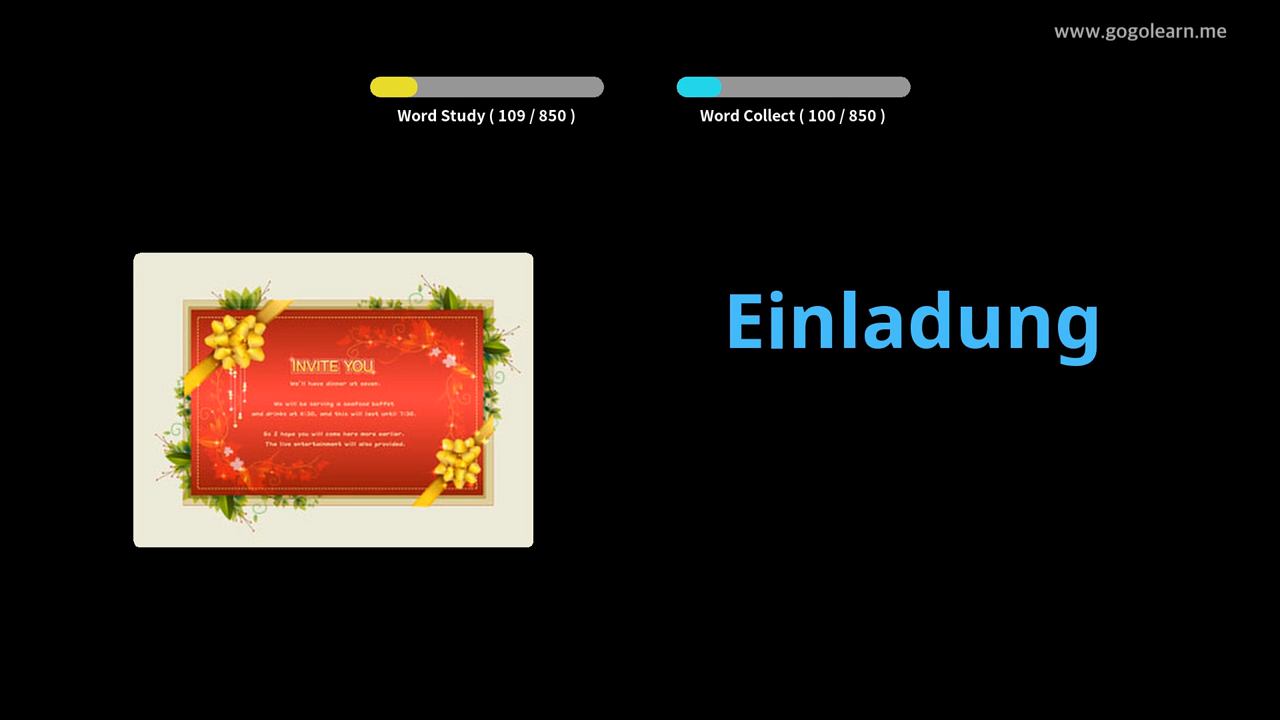 www.gogolearn.me
Word Study ( 109 / 850 )
Word Collect ( 100 / 850 )
INVITE YOU
We'll have dinner at seven.
We will be serving a seafood buffet
and drinks at 6:30, and this will last until 7:30.
So I hope you will come here more earlier.
The live entertainment will also provided.
Einladung